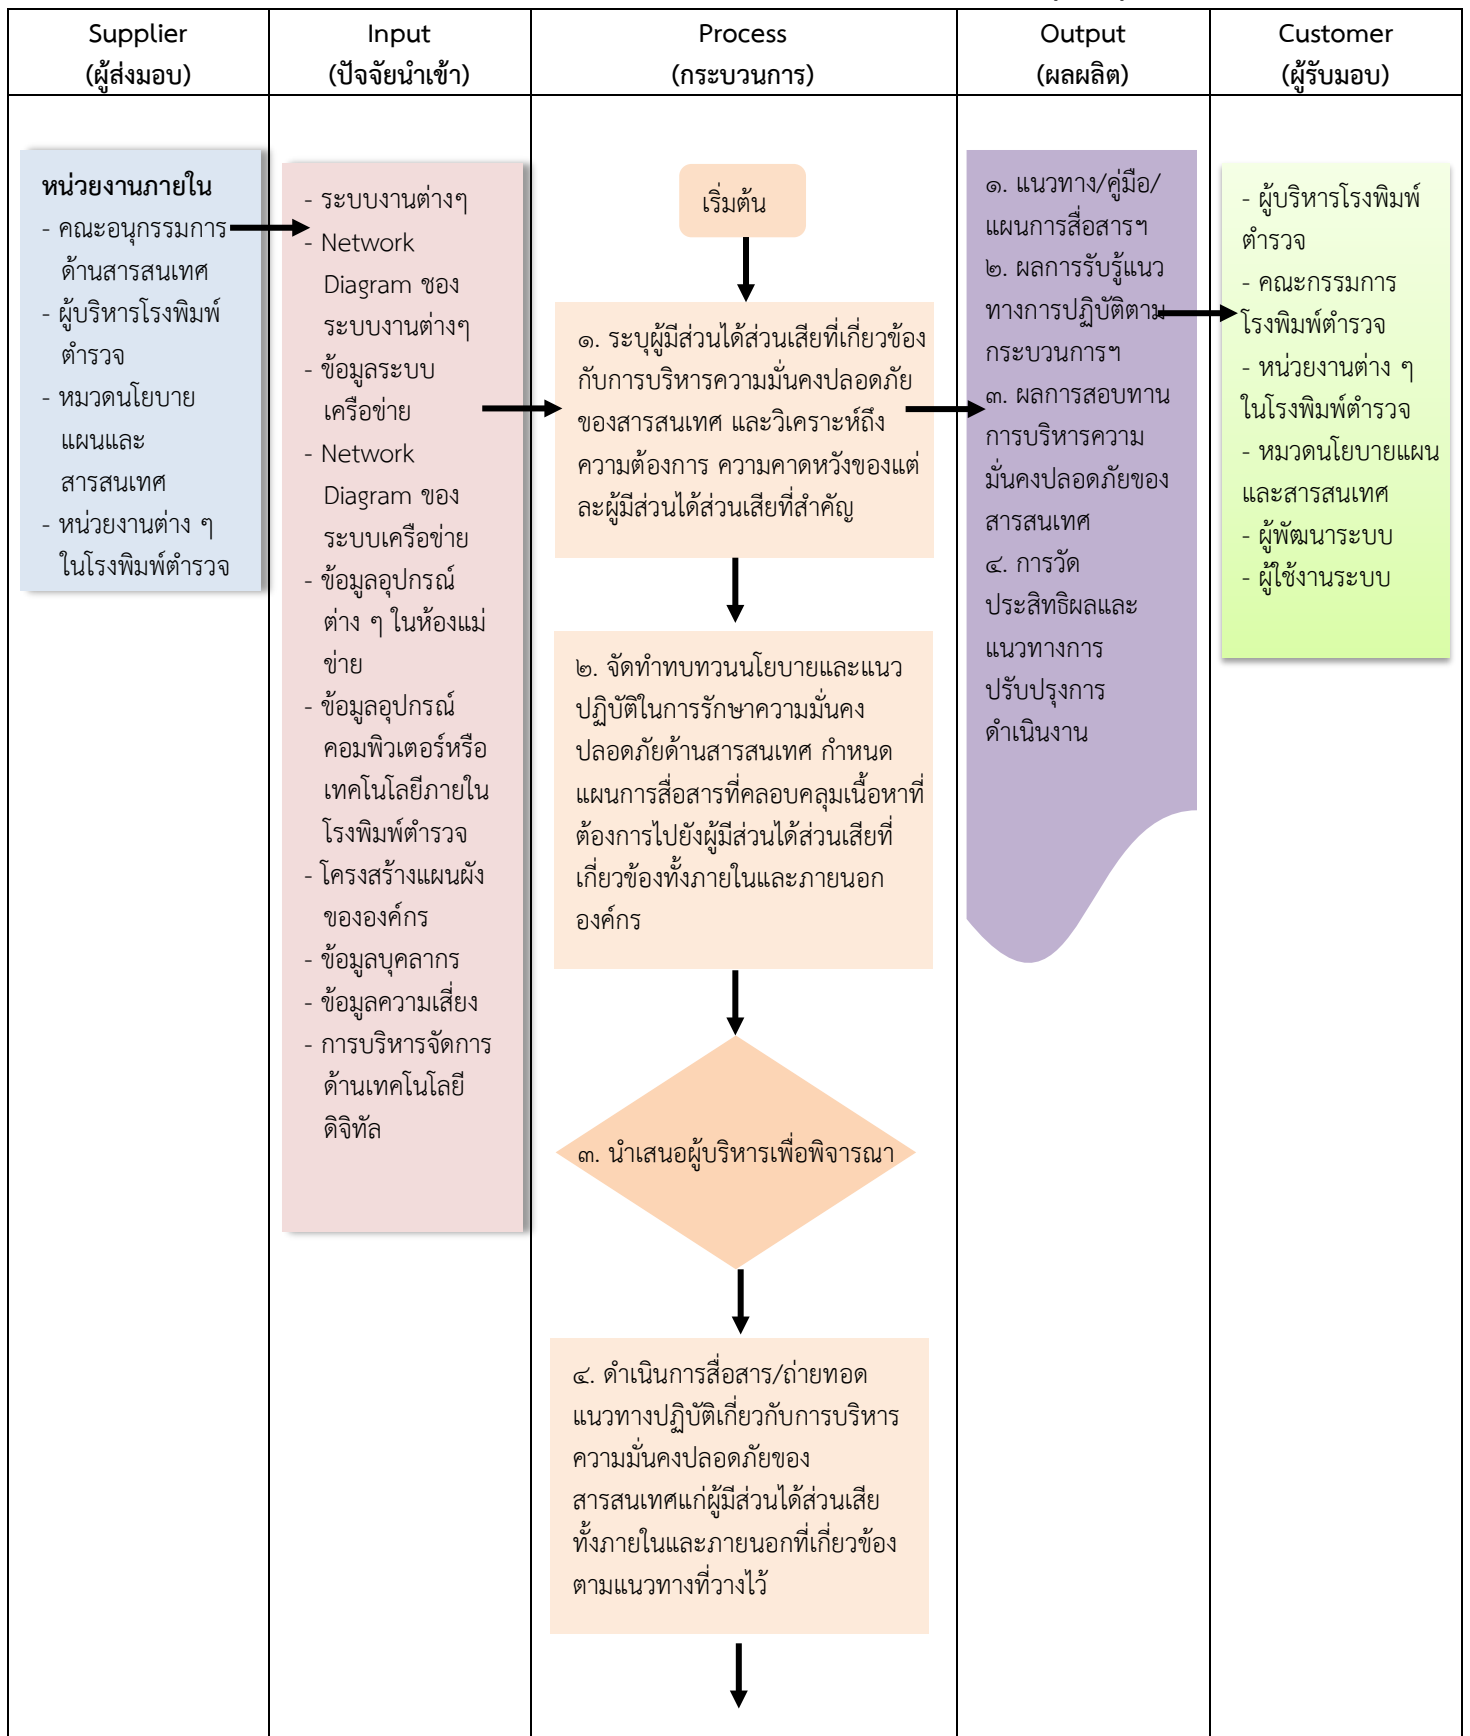 Supplier
(ผู้ส่งมอบ)
Input
(ปัจจัยนำเข้า)
Process
(กระบวนการ)
Output
(ผลผลิต)
Customer
(ผู้รับมอบ)
หน่วยงานภายใน
- คณะอนุกรรมการ
ด้านสารสนเทศ
- ผู้บริหารโรงพิมพ์
ตำรวจ
- หมวดนโยบาย
แผนและ
สารสนเทศ
- หน่วยงานต่าง ๆ
ในโรงพิมพ์ตำรวจ
- ระบบงานต่างๆ
- Network
Diagram ชอง
ระบบงานต่างๆ
- ข้อมูลระบบ
เครือข่าย
- Network
Diagram ของ
ระบบเครือข่าย
- ข้อมูลอุปกรณ์
ต่าง ๆ ในห้องแม่
ข่าย
- ข้อมูลอุปกรณ์
คอมพิวเตอร์หรือ
เทคโนโลยีภายใน
โรงพิมพ์ตำรวจ
- โครงสร้างแผนผัง
ขององค์กร
- ข้อมูลบุคลากร
- ข้อมูลความเสี่ยง
- การบริหารจัดการ
ด้านเทคโนโลยี
ดิจิทัล
เริ่มต้น
๑. ระบุผู้มีส่วนได้ส่วนเสียที่เกี่ยวข้อง
กับการบริหารความมั่นคงปลอดภัย
ของสารสนเทศ และวิเคราะห์ถึง
ความต้องการ ความคาดหวังของแต่
ละผู้มีส่วนได้ส่วนเสียที่สำคัญ
๒. จัดทำทบทวนนโยบายและแนว
ปฏิบัติในการรักษาความมั่นคง
ปลอดภัยด้านสารสนเทศ กำหนด
แผนการสื่อสารที่คลอบคลุมเนื้อหาที่
ต้องการไปยังผู้มีส่วนได้ส่วนเสียที่
เกี่ยวข้องทั้งภายในและภายนอก
องค์กร
๓. นำเสนอผู้บริหารเพื่อพิจารณา
๔. ดำเนินการสื่อสาร/ถ่ายทอด
แนวทางปฏิบัติเกี่ยวกับการบริหาร
ความมั่นคงปลอดภัยของ
สารสนเทศแก่ผู้มีส่วนได้ส่วนเสีย
ทั้งภายในและภายนอกที่เกี่ยวข้อง
ตามแนวทางที่วางไว้
๑. แนวทาง/คู่มือ/
แผนการสื่อสารฯ
๒. ผลการรับรู้แนว
ทางการปฏิบัติตาม
กระบวนการฯ
๓. ผลการสอบทาน
การบริหารความ
มั่นคงปลอดภัยของ
สารสนเทศ
๔. การวัด
ประสิทธิผลและ
แนวทางการ
ปรับปรุงการ
ดำเนินงาน
- ผู้บริหารโรงพิมพ์
ตำรวจ
- คณะกรรมการ
โรงพิมพ์ตำรวจ
- หน่วยงานต่าง ๆ
ในโรงพิมพ์ตำรวจ
- หมวดนโยบายแผน
และสารสนเทศ
- ผู้พัฒนาระบบ
- ผู้ใช้งานระบบ